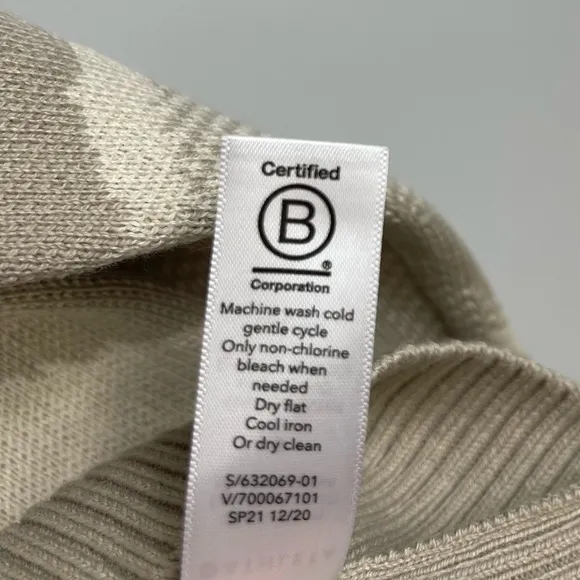 Certified
B
®
Corporation
Machine wash cold
gentle cycle
Only non-chlorine
bleach when
needed
Dry flat
Cool iron
Or dry clean
S/632069-01
V/700067101
SP21 12/20